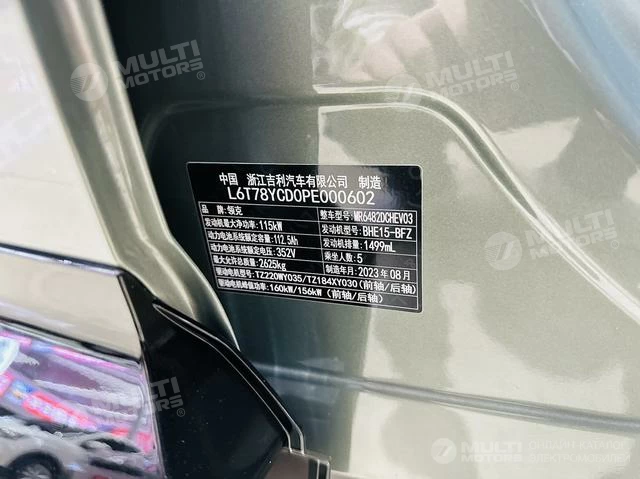 MULTI
MOTORS®
MULTI
MOTORS®
中国 浙江吉利汽车有限公司 制造
L6T78YCD0PE000602
品牌:领克 整车型号:MR6482DCHEV03
发动机最大净功率:115kW 发动机型号:BHE15-BFZ
动力电池系统额定容量:112.5Ah 发动机排量:1499mL
动力电池系统额定电压:352V 乘坐人数:5
最大允许总质量:2625kg 制造年月:2023年08月
驱动电机型号:TZ220WY035/TZ184XY030(前轴/后轴)
驱动电机峰值功率:160kW/156kW(前轴/后轴)
MULTI
MOTORS®
MULTI
MOTORS
ОНЛАЙН-КАТАЛОГ
ЭЛЕКТРОМОБИЛЕЙ